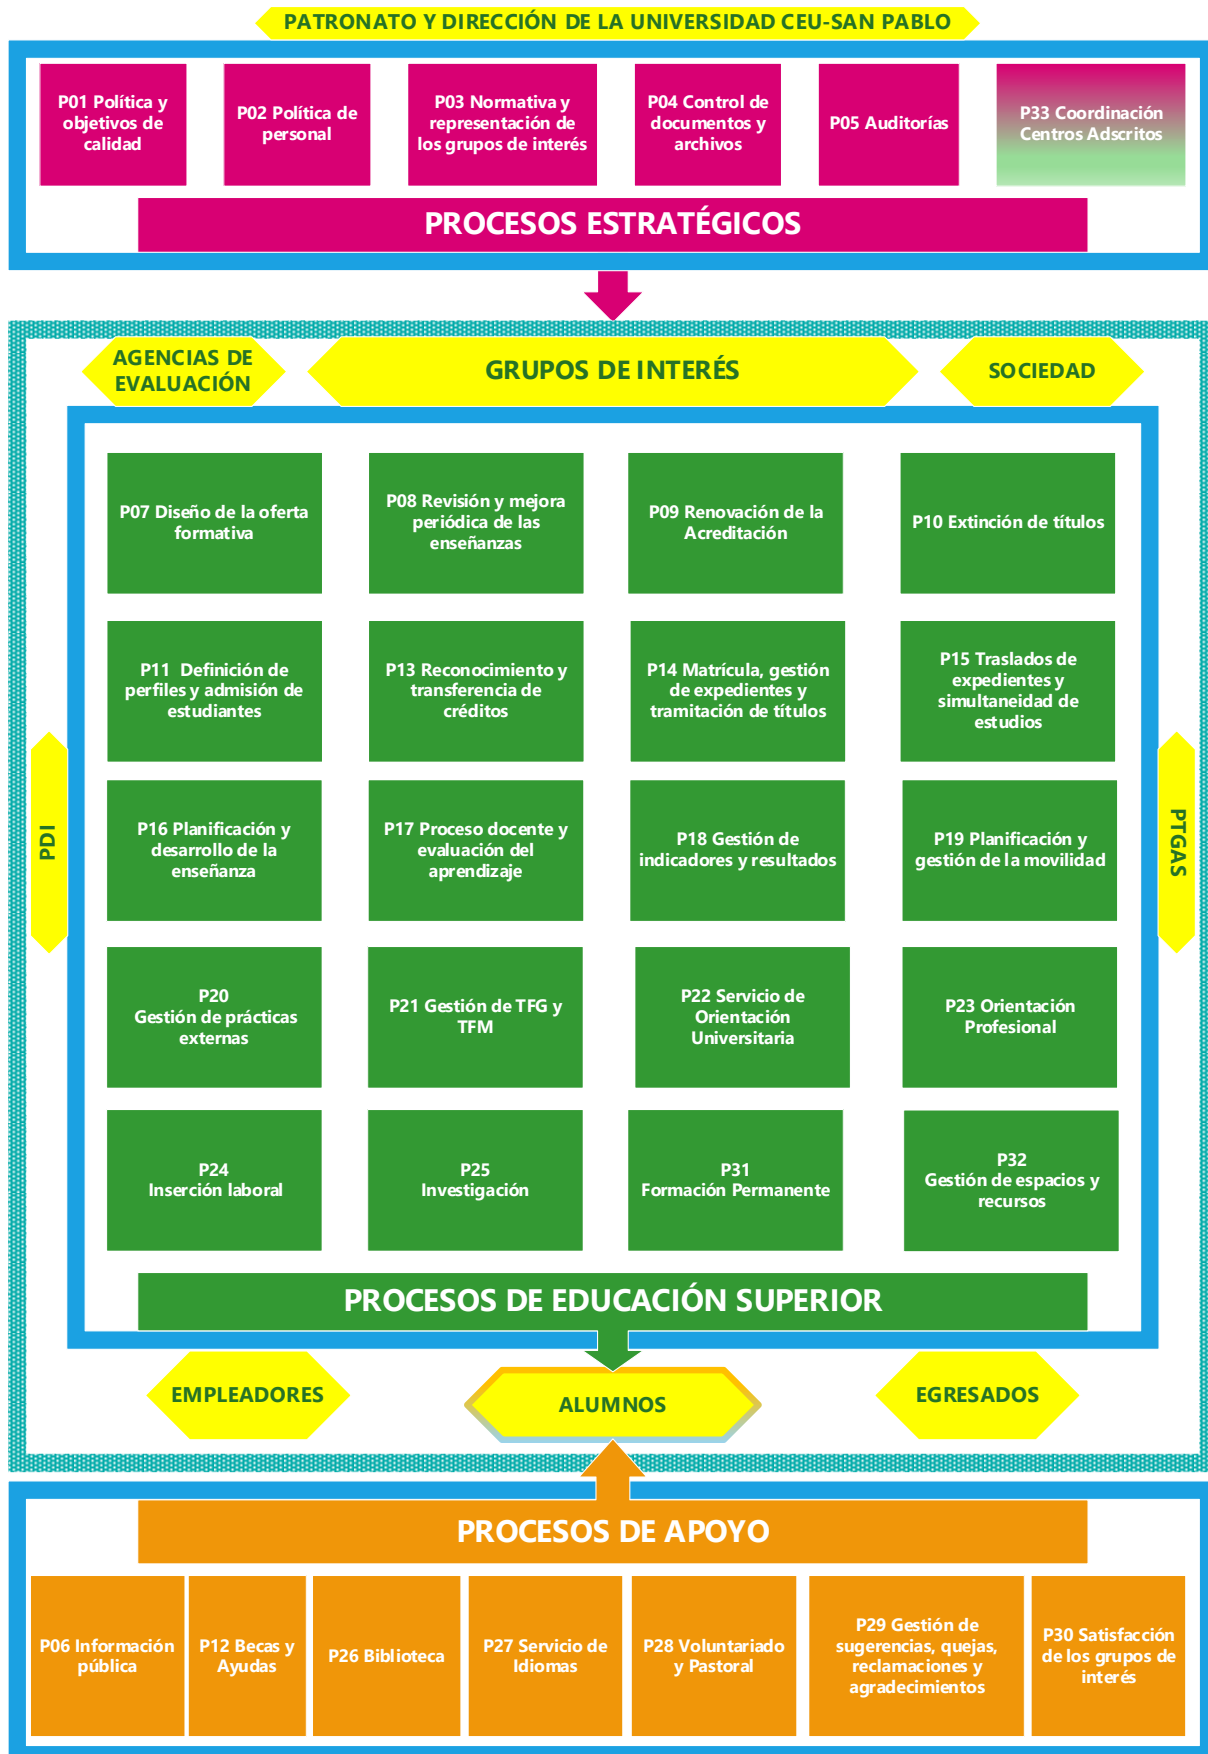 PATRONATO Y DIRECCIÓN DE LA UNIVERSIDAD CEU-SAN PABLO
P01 Política y
objetivos de
calidad
P02 Política de
personal
P03 Normativa y
representación de
los grupos de interés
P04 Control de
documentos y
archivos
P05 Auditorías
P33 Coordinación
Centros Adscritos
PROCESOS ESTRATÉGICOS
AGENCIAS DE
EVALUACIÓN
GRUPOS DE INTERÉS
SOCIEDAD
P07 Diseño de la oferta
formativa
P08 Revisión y mejora
periódica de las
enseñanzas
P09 Renovación de la
Acreditación
P10 Extinción de títulos
P11 Definición de
perfiles y admisión de
estudiantes
P13 Reconocimiento y
transferencia de
créditos
P14 Matrícula, gestión
de expedientes y
tramitación de títulos
P15 Traslados de
expedientes y
simultaneidad de
estudios
PDI
P16 Planificación y
desarrollo de la
enseñanza
P17 Proceso docente y
evaluación del
aprendizaje
P18 Gestión de
indicadores y resultados
P19 Planificación y
gestión de la movilidad
PTGAS
P20
Gestión de prácticas
externas
P21 Gestión de TFG y
TFM
P22 Servicio de
Orientación
Universitaria
P23 Orientación
Profesional
P24
Inserción laboral
P25
Investigación
P31
Formación Permanente
P32
Gestión de espacios y
recursos
PROCESOS DE EDUCACIÓN SUPERIOR
EMPLEADORES
ALUMNOS
EGRESADOS
PROCESOS DE APOYO
P06 Información
pública
P12 Becas y
Ayudas
P26 Biblioteca
P27 Servicio de
Idiomas
P28 Voluntariado
y Pastoral
P29 Gestión de
sugerencias, quejas,
reclamaciones y
agradecimientos
P30 Satisfacción
de los grupos de
interés